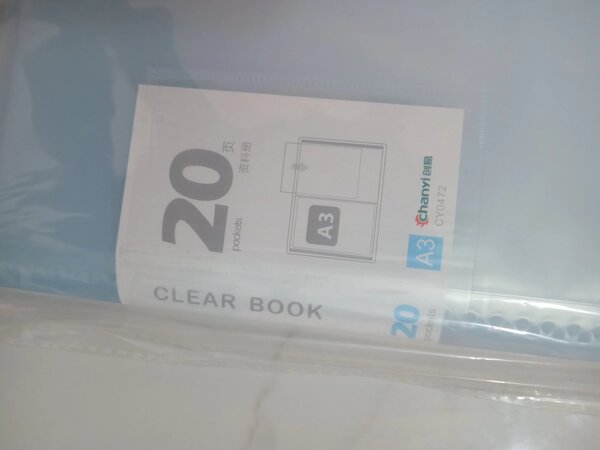 20
页
资料册
pockets
A3
CLEAR BOOK
chanyi 创易
CY0472
A3
20
pockets